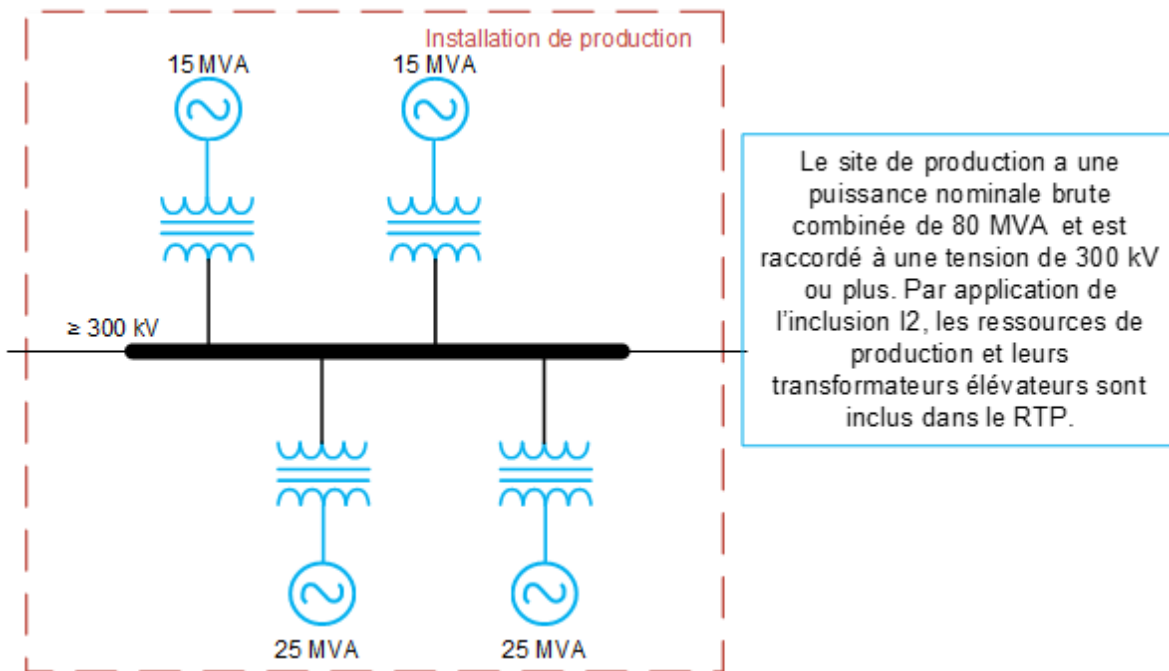 Installation de production
15 MVA
15 MVA
≥ 300 kV
25 MVA
25 MVA
Le site de production a une
puissance nominale brute
combinée de 80 MVA et est
raccordé à une tension de 300 kV
ou plus. Par application de
l'inclusion I2, les ressources de
production et leurs
transformateurs élévateurs sont
inclus dans le RTP.